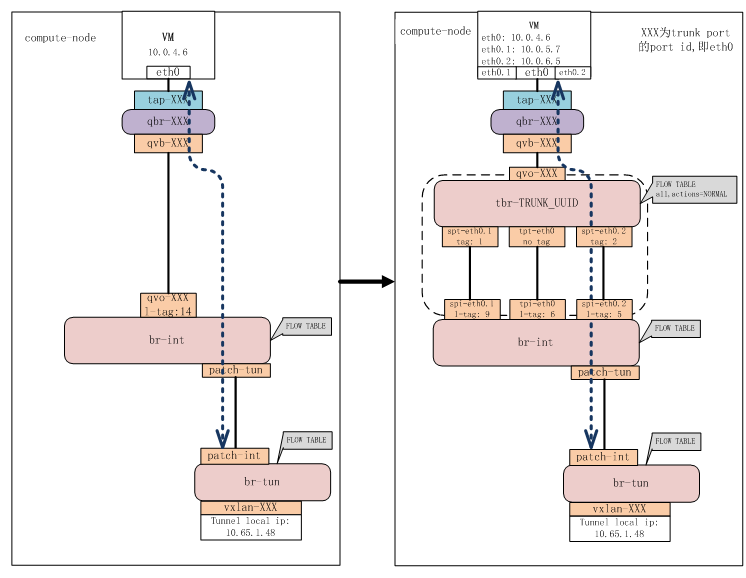 compute-node
VM
10.0.4.6
eth0
tap-XXX
qbr-XXX
qvb-XXX
qvo-XXX
l-tag:14
br-int
FLOW TABLE
patch-tun
FLOW TABLE
patch-int
br-tun
vxlan-XXX
Tunnel local ip:
10.65.1.48
compute-node
VM
eth0: 10.0.4.6
eth0.1: 10.0.5.7
eth0.2: 10.0.6.5
eth0.1
eth0
eth0.2
XXX为trunk port
的port id,即eth0
tap-XXX
qbr-XXX
qvb-XXX
qvo-XXX
tbr-TRUNK_UUID
FLOW TABLE
all,actions=NORMAL
spt-eth0.1
tag: 1
tpt-eth0
no tag
spt-eth0.2
tag: 2
spi-eth0.1
l-tag: 9
tpi-eth0
l-tag: 6
spi-eth0.2
l-tag: 5
br-int
FLOW TABLE
patch-tun
FLOW TABLE
patch-int
br-tun
vxlan-XXX
Tunnel local ip:
10.65.1.48